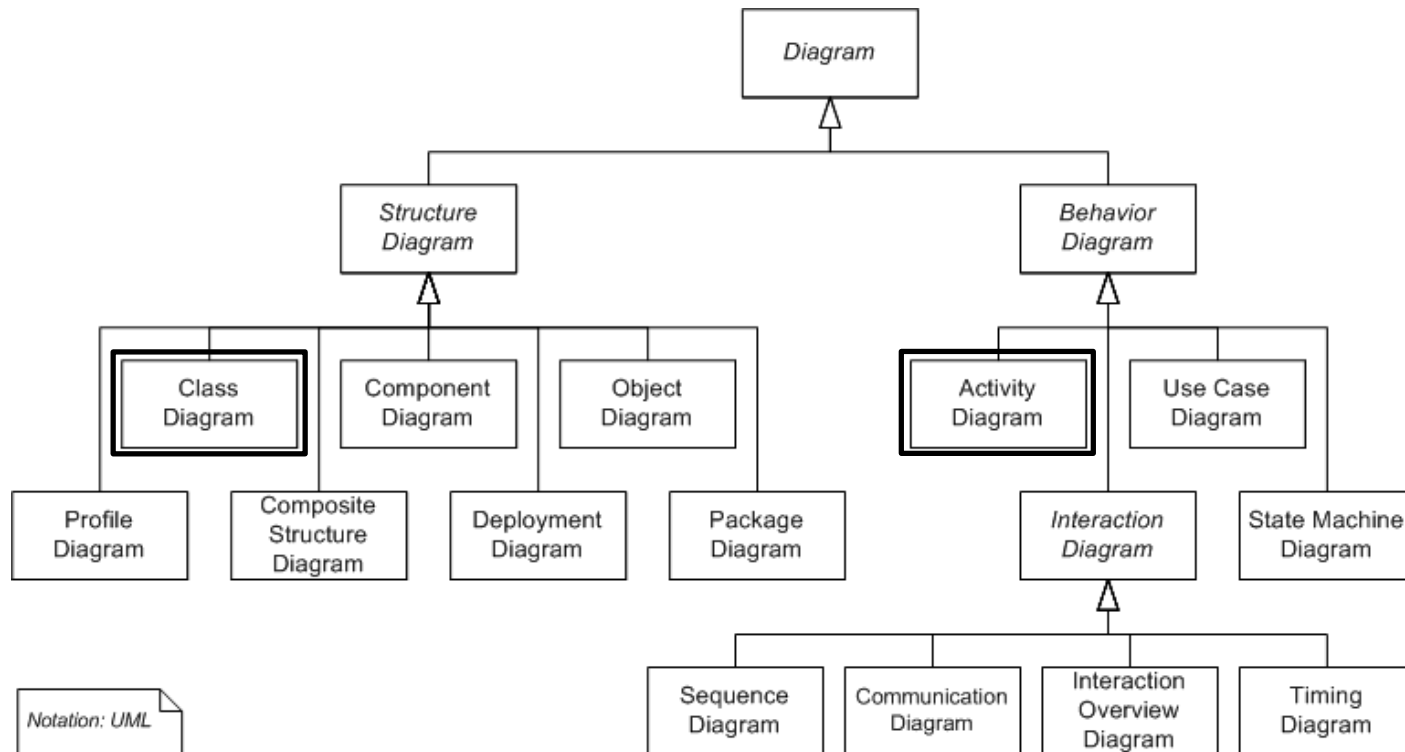 Diagram
Structure
Diagram
Behavior
Diagram
Class
Diagram
Component
Diagram
Object
Diagram
Activity
Diagram
Use Case
Diagram
Profile
Diagram
Composite
Structure
Diagram
Deployment
Diagram
Package
Diagram
Interaction
Diagram
State Machine
Diagram
Sequence
Diagram
Communication
Diagram
Interaction
Overview
Diagram
Timing
Diagram
Notation: UML